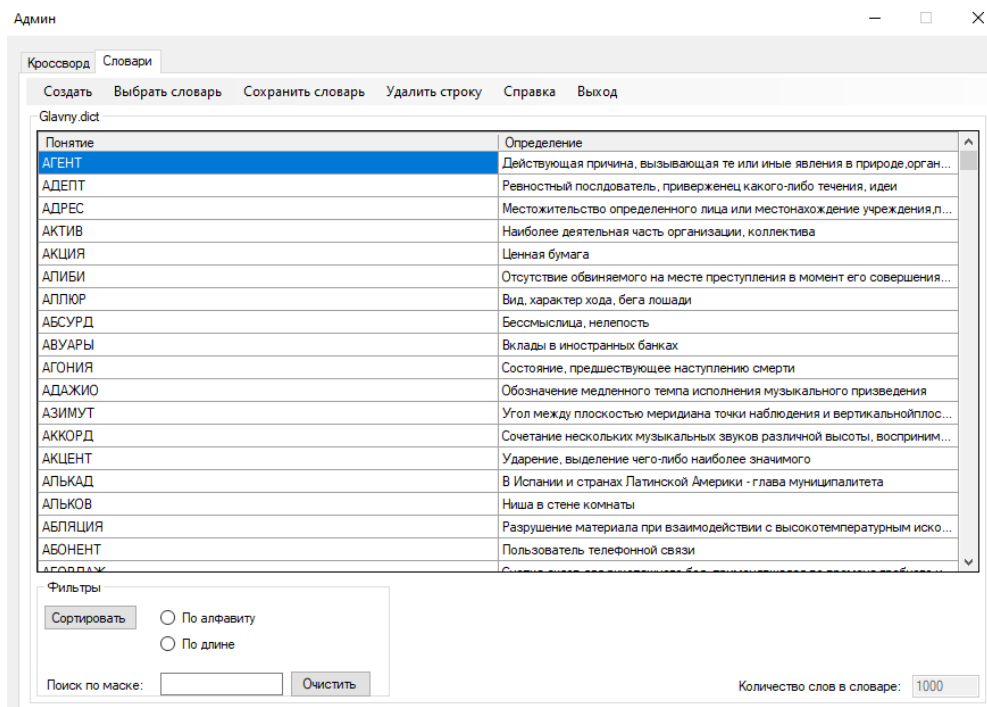 Админ
Кроссворд Словари
Создать Выбрать словарь Сохранить словарь Удалить строку Справка Выход
Glavny.dict
Понятие Определение
АГЕНТ Действующая причина, вызывающая те или иные явления в природе,орган...
АДЕПТ Ревностный послдователь, приверженец какого-либо течения, идеи
АДРЕС Местожительство определенного лица или местонахождение учреждения,п...
АКТИВ Наиболее деятельная часть организации, коллектива
АКЦИЯ Ценная бумага
АЛИБИ Отсутствие обвиняемого на месте преступления в момент его совершения...
АЛЛЮР Вид, характер хода, бега лошади
АБСУРД Бессмыслица, нелепость
АВУАРЫ Вклады в иностранных банках
АГОНИЯ Состояние, предшествующее наступлению смерти
АДАЖИО Обозначение медленного темпа исполнения музыкального призведения
АЗИМУТ Угол между плоскостью меридиана точки наблюдения и вертикальнойплос...
АККОРД Сочетание нескольких музыкальных звуков различной высоты, восприним...
АКЦЕНТ Ударение, выделение чего-либо наиболее значимого
АЛЬКАД В Испании и странах Латинской Америки - глава муниципалитета
АЛЬКОВ Ниша в стене комнаты
АБЛЯЦИЯ Разрушение материала при взаимодействии с высокотемпературным иско...
АБОНЕНТ Пользователь телефонной связи
Фильтры
Сортировать По алфавиту
По длине
Поиск по маске: Очистить
Количество слов в словаре: 1000